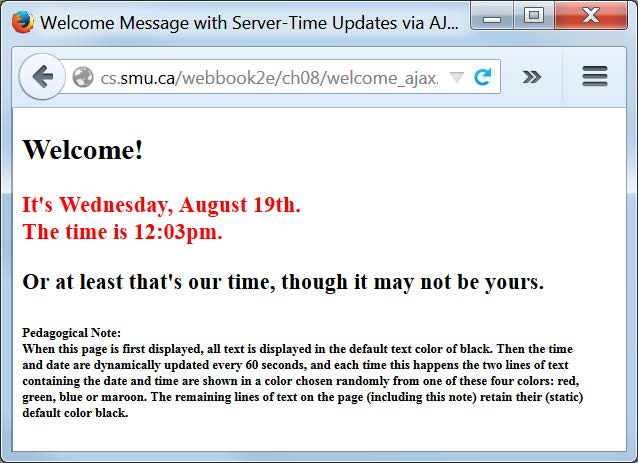 Welcome Message with Server-Time Updates via AJ...
cs.smu.ca/webbook2e/ch08/welcome_ajax.
Welcome!
It's Wednesday, August 19th.
The time is 12:03pm.
Or at least that's our time, though it may not be yours.
Pedagogical Note:
When this page is first displayed, all text is displayed in the default text color of black. Then the time
and date are dynamically updated every 60 seconds, and each time this happens the two lines of text
containing the date and time are shown in a color chosen randomly from one of these four colors: red,
green, blue or maroon. The remaining lines of text on the page (including this note) retain their (static)
default color black.